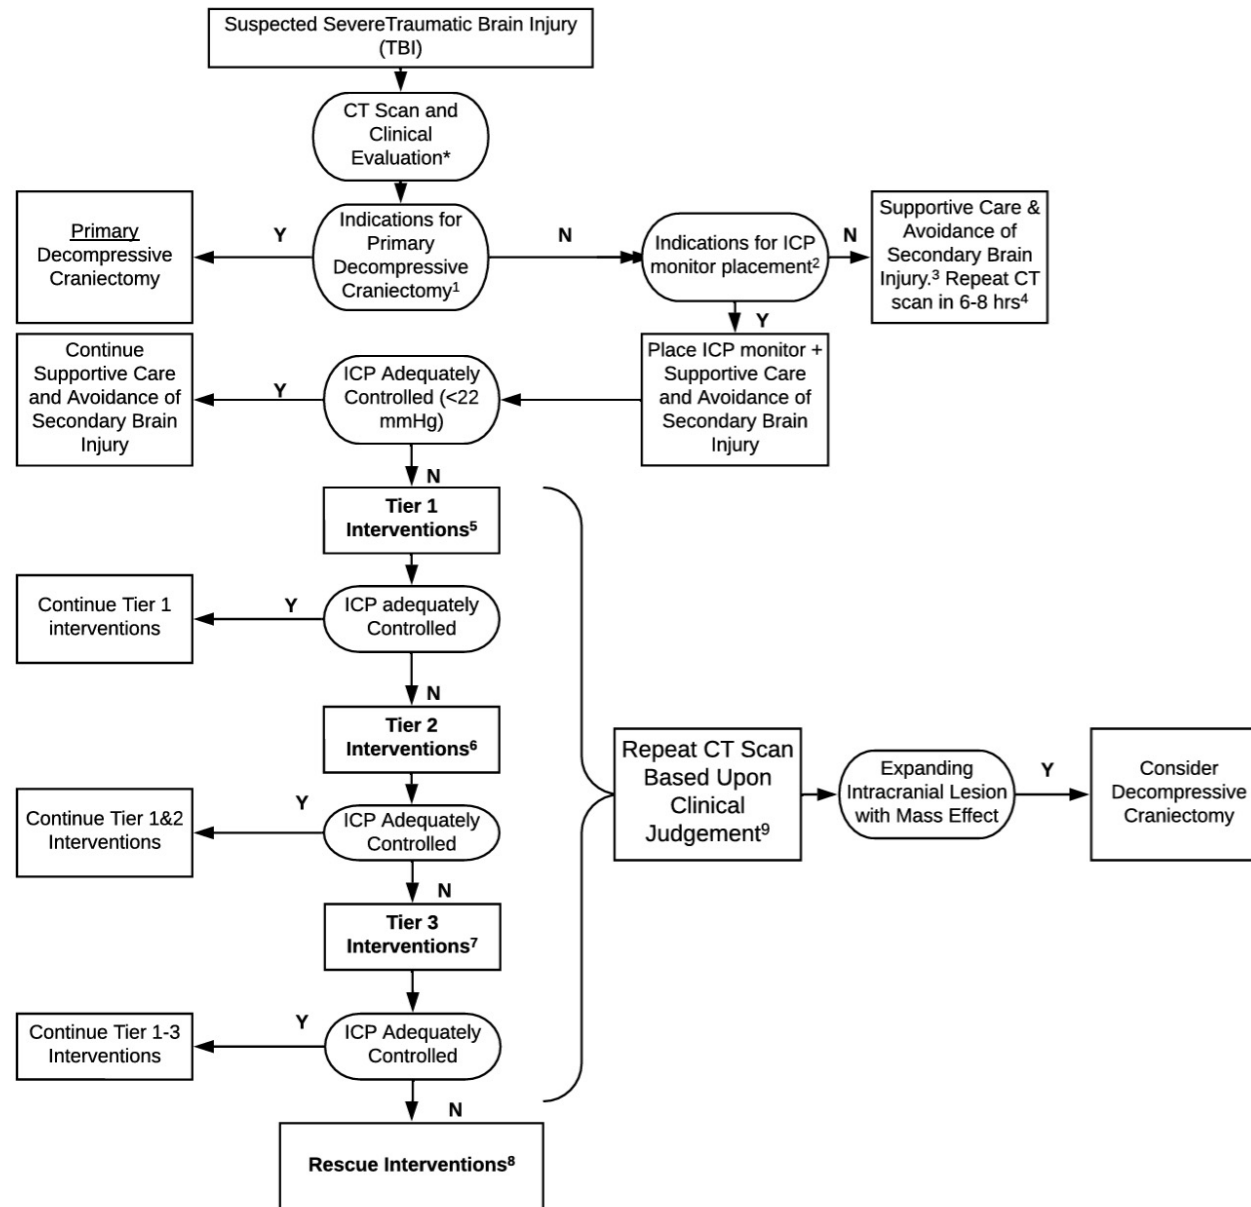 Suspected SevereTraumatic Brain Injury
(TBI)
CT Scan and
Clinical
Evaluation*
Primary
Decompressive
Craniectomy
Y
Indications for
Primary
Decompressive
Craniectomy¹
N
Indications for ICP
monitor placement²
N
Supportive Care &
Avoidance of
Secondary Brain
Injury.³ Repeat CT
scan in 6-8 hrs⁴
Y
Continue
Supportive Care
and Avoidance of
Secondary Brain
Injury
Y
ICP Adequately
Controlled (<22
mmHg)
Place ICP monitor +
Supportive Care
and Avoidance of
Secondary Brain
Injury
N
Tier 1
Interventions⁵
Continue Tier 1
interventions
Y
ICP adequately
Controlled
N
Tier 2
Interventions⁶
Continue Tier 1&2
Interventions
Y
ICP Adequately
Controlled
N
Tier 3
Interventions⁷
Continue Tier 1-3
Interventions
Y
ICP Adequately
Controlled
N
Rescue Interventions⁸
Repeat CT Scan
Based Upon
Clinical
Judgement⁹
Expanding
Intracranial Lesion
with Mass Effect
Y
Consider
Decompressive
Craniectomy